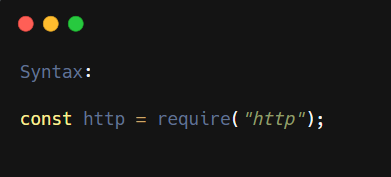 Syntax:
const http = require("http");